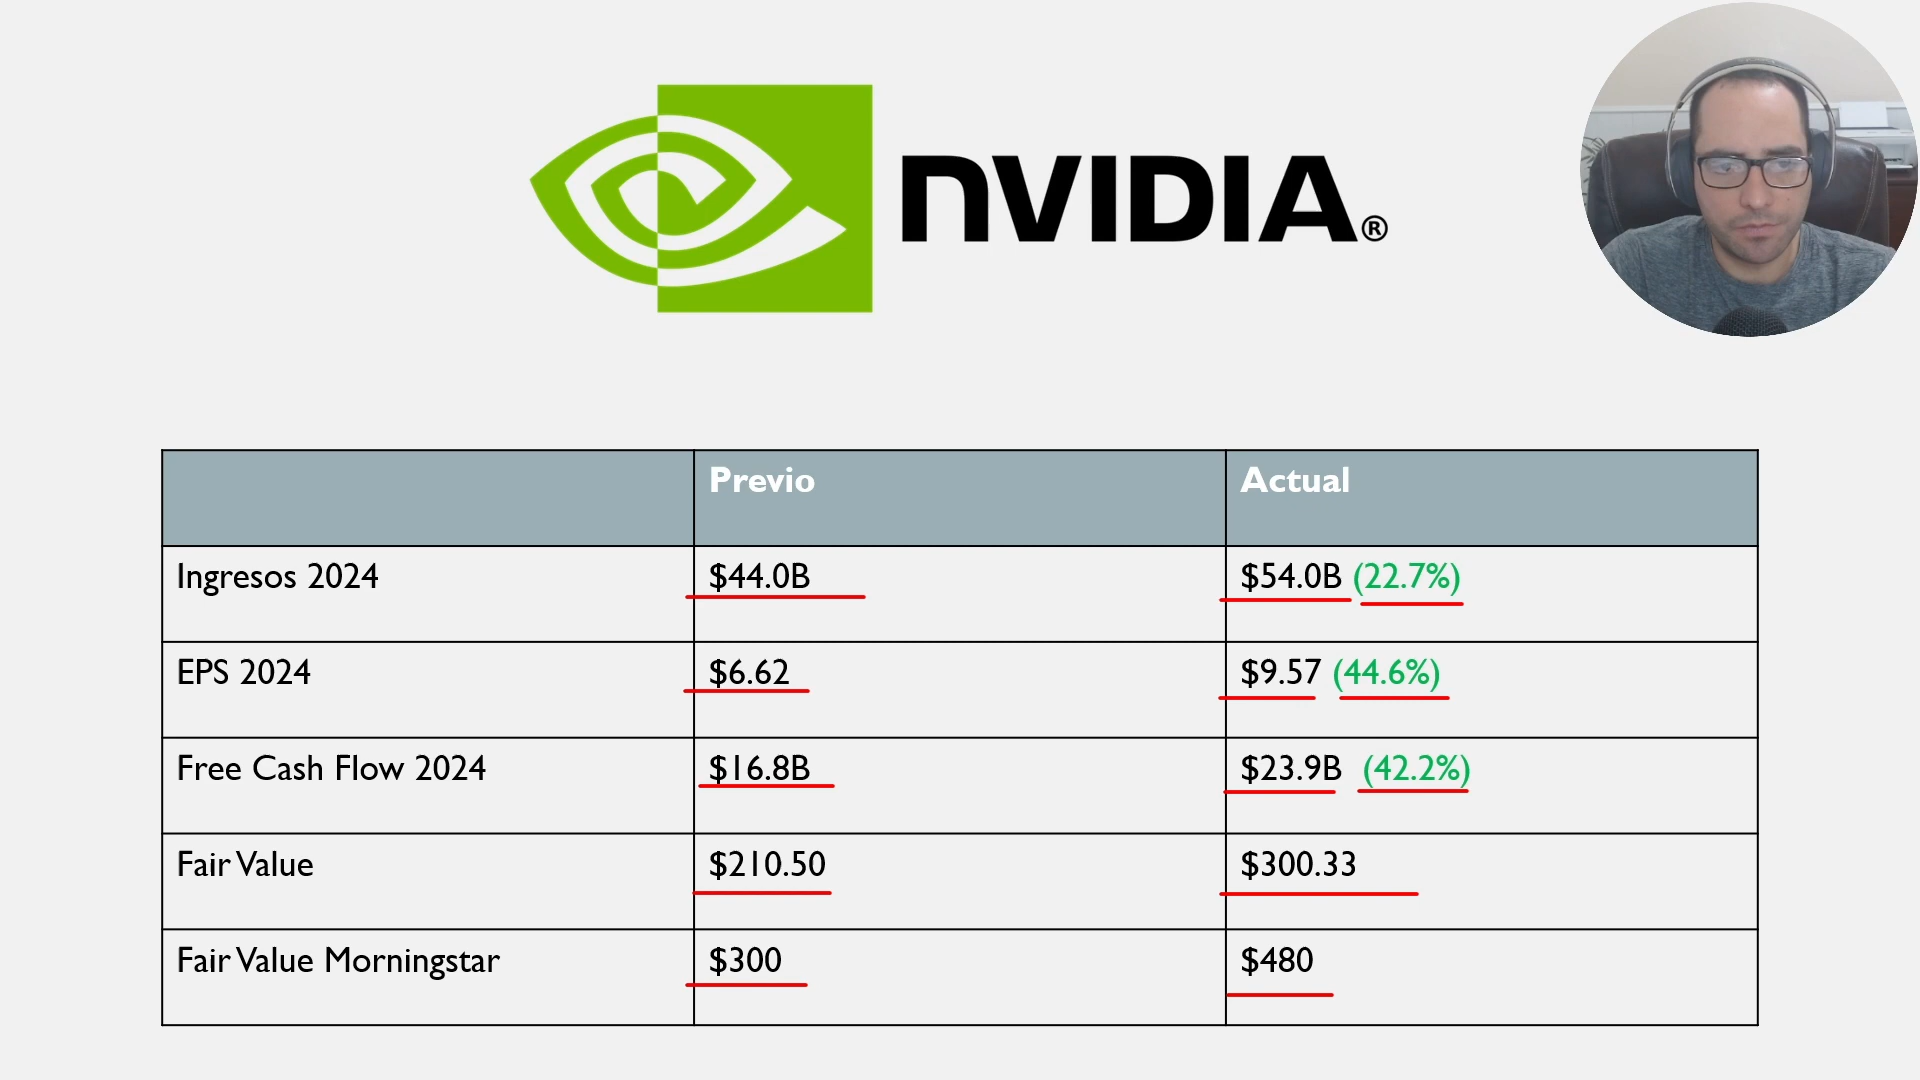 NVIDIA®
Previo Actual
Ingresos 2024 $44.0B $54.0B (22.7%)
EPS 2024 $6.62 $9.57 (44.6%)
Free Cash Flow 2024 $16.8B $23.9B (42.2%)
Fair Value $210.50 $300.33
Fair Value Morningstar $300 $480